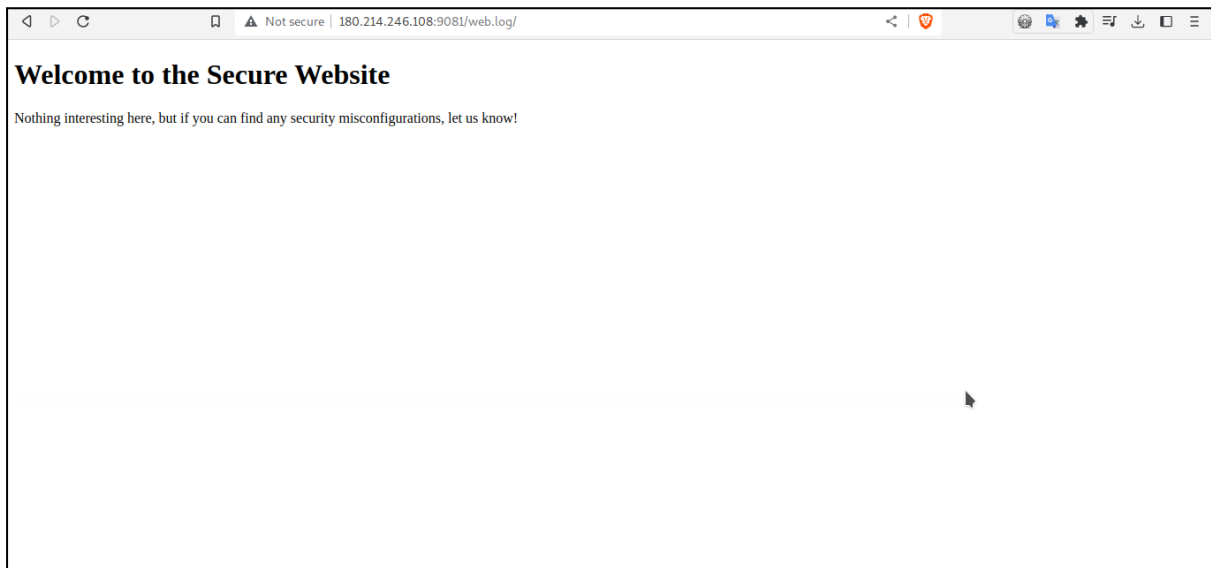 Not secure 180.214.246.108:9081/web.log/
Welcome to the Secure Website
Nothing interesting here, but if you can find any security misconfigurations, let us know!